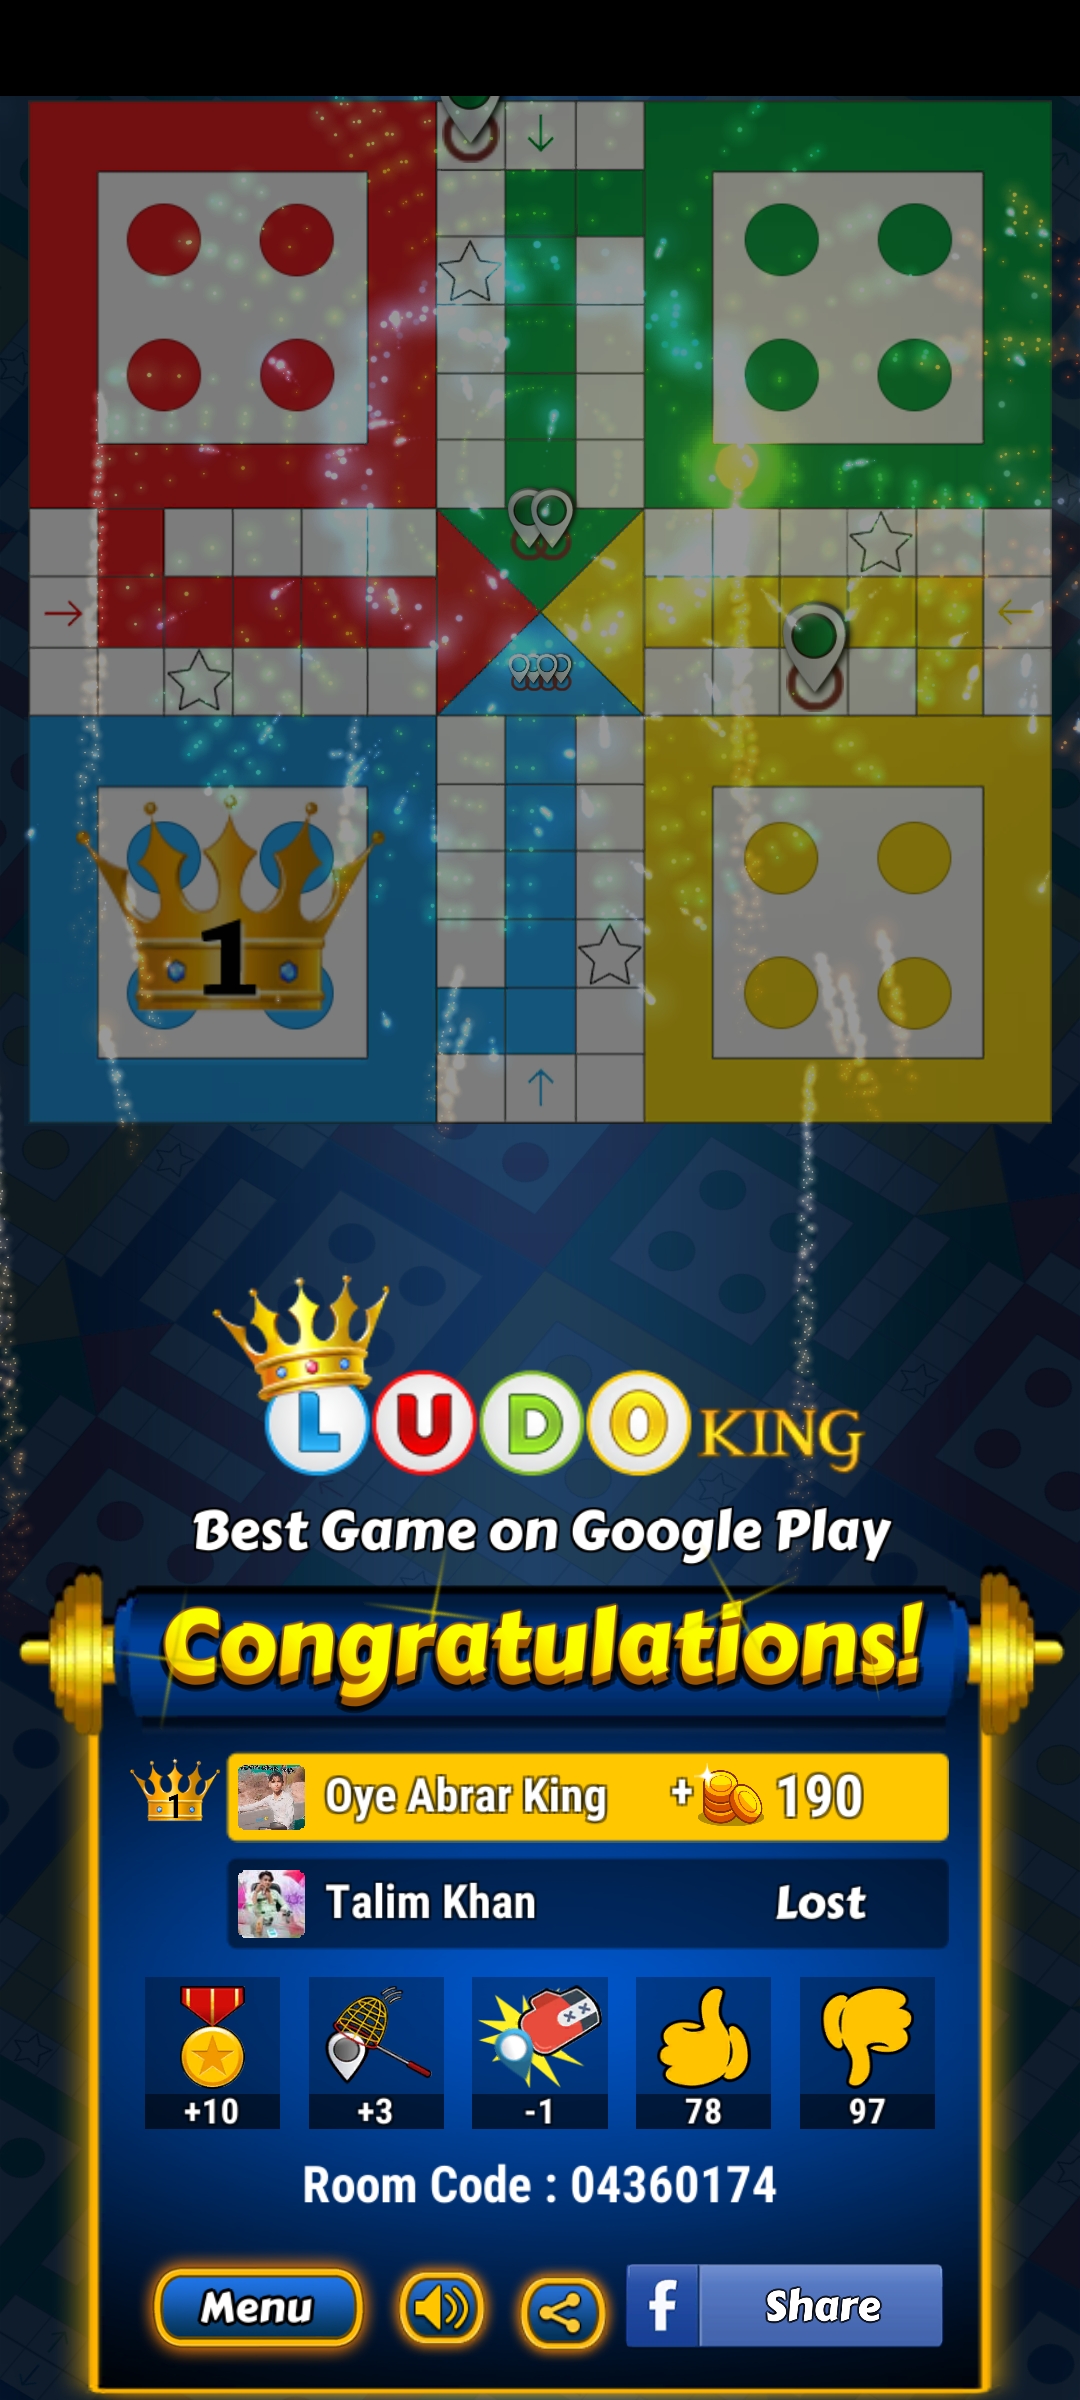 1
LUDO KING
Best Game on Google Play
Congratulations!
1 Oye Abrar King + 190
Talim Khan Lost
+10 +3 -1 78 97
Room Code : 04360174
Menu f Share